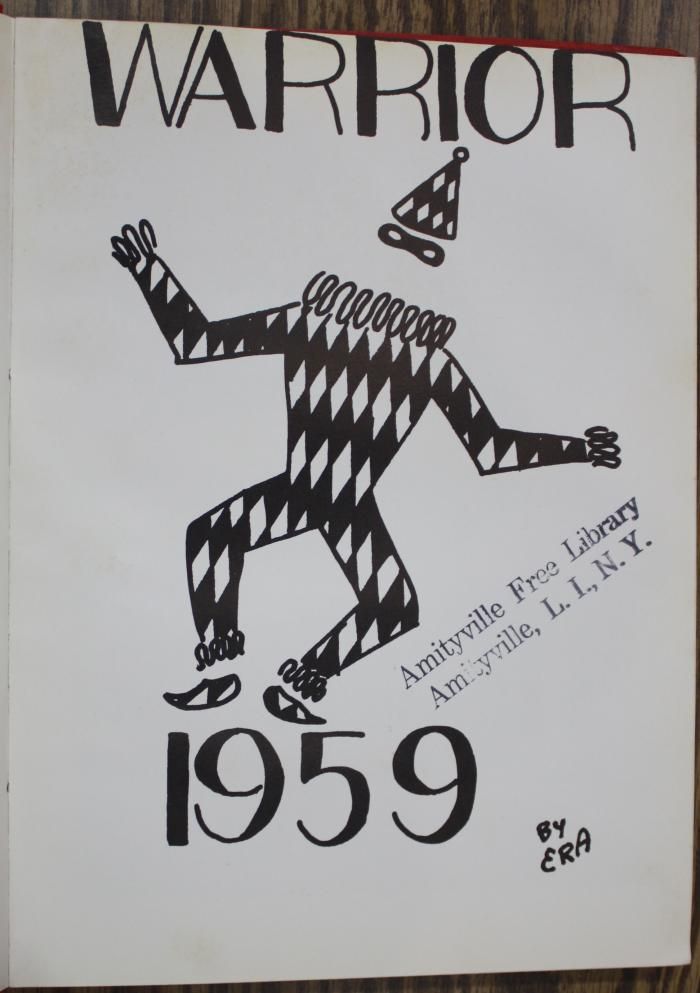 WARRIOR
Amityville Free Library
Amityville, L. I., N. Y.
1959
BY
ERA